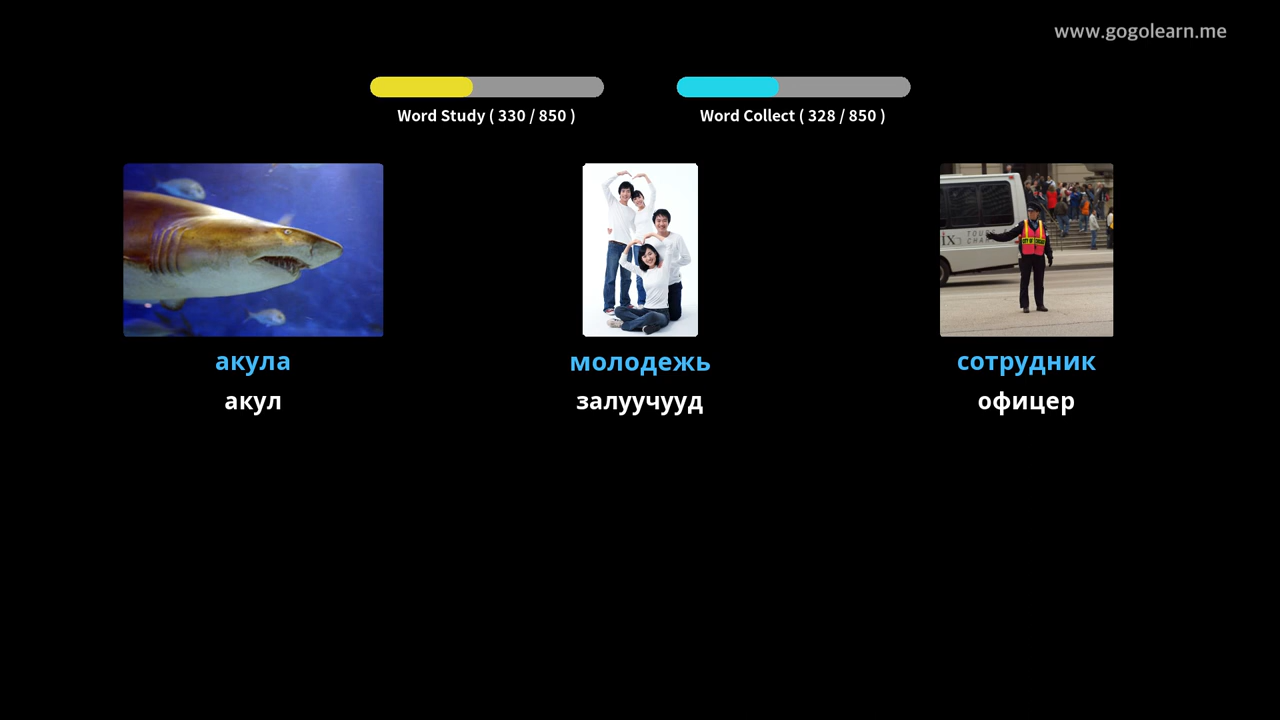 www.gogolearn.me
Word Study ( 330 / 850 )
Word Collect ( 328 / 850 )
акула
молодежь
сотрудник
акул
залуучууд
офицер